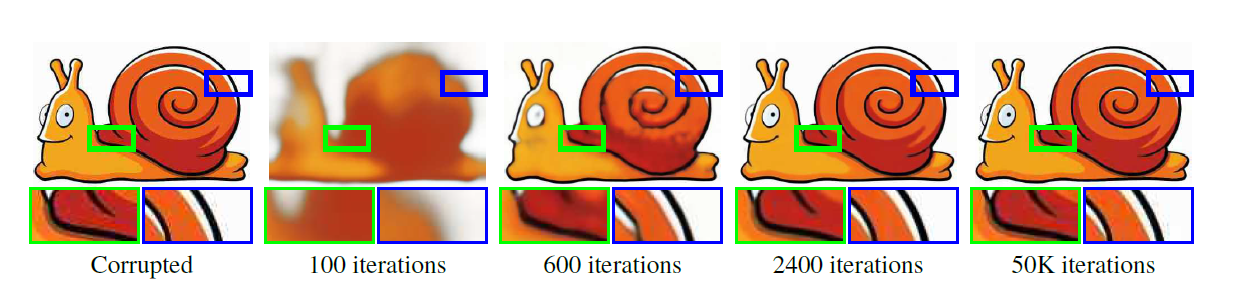 Corrupted
100 iterations
600 iterations
2400 iterations
50K iterations